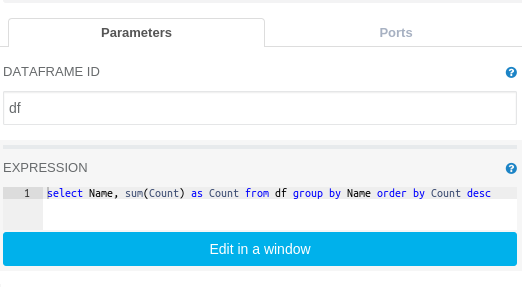 Parameters Ports
DATAFRAME ID ?
df
EXPRESSION ?
1 select Name, sum(Count) as Count from df group by Name order by Count desc
Edit in a window